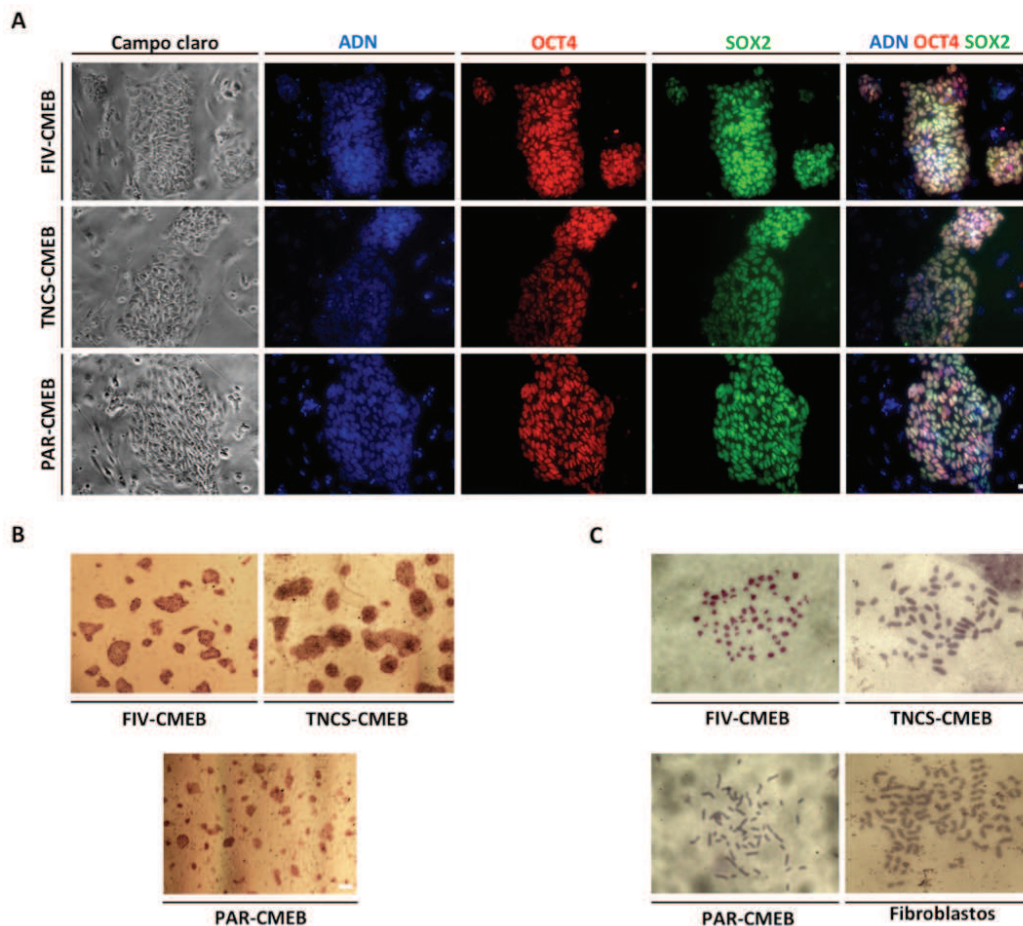 A
Campo claro
ADN
OCT4
SOX2
ADN OCT4 SOX2
FIV-CMEB
TNCS-CMEB
PAR-CMEB
B
FIV-CMEB
TNCS-CMEB
PAR-CMEB
C
FIV-CMEB
TNCS-CMEB
PAR-CMEB
Fibroblastos